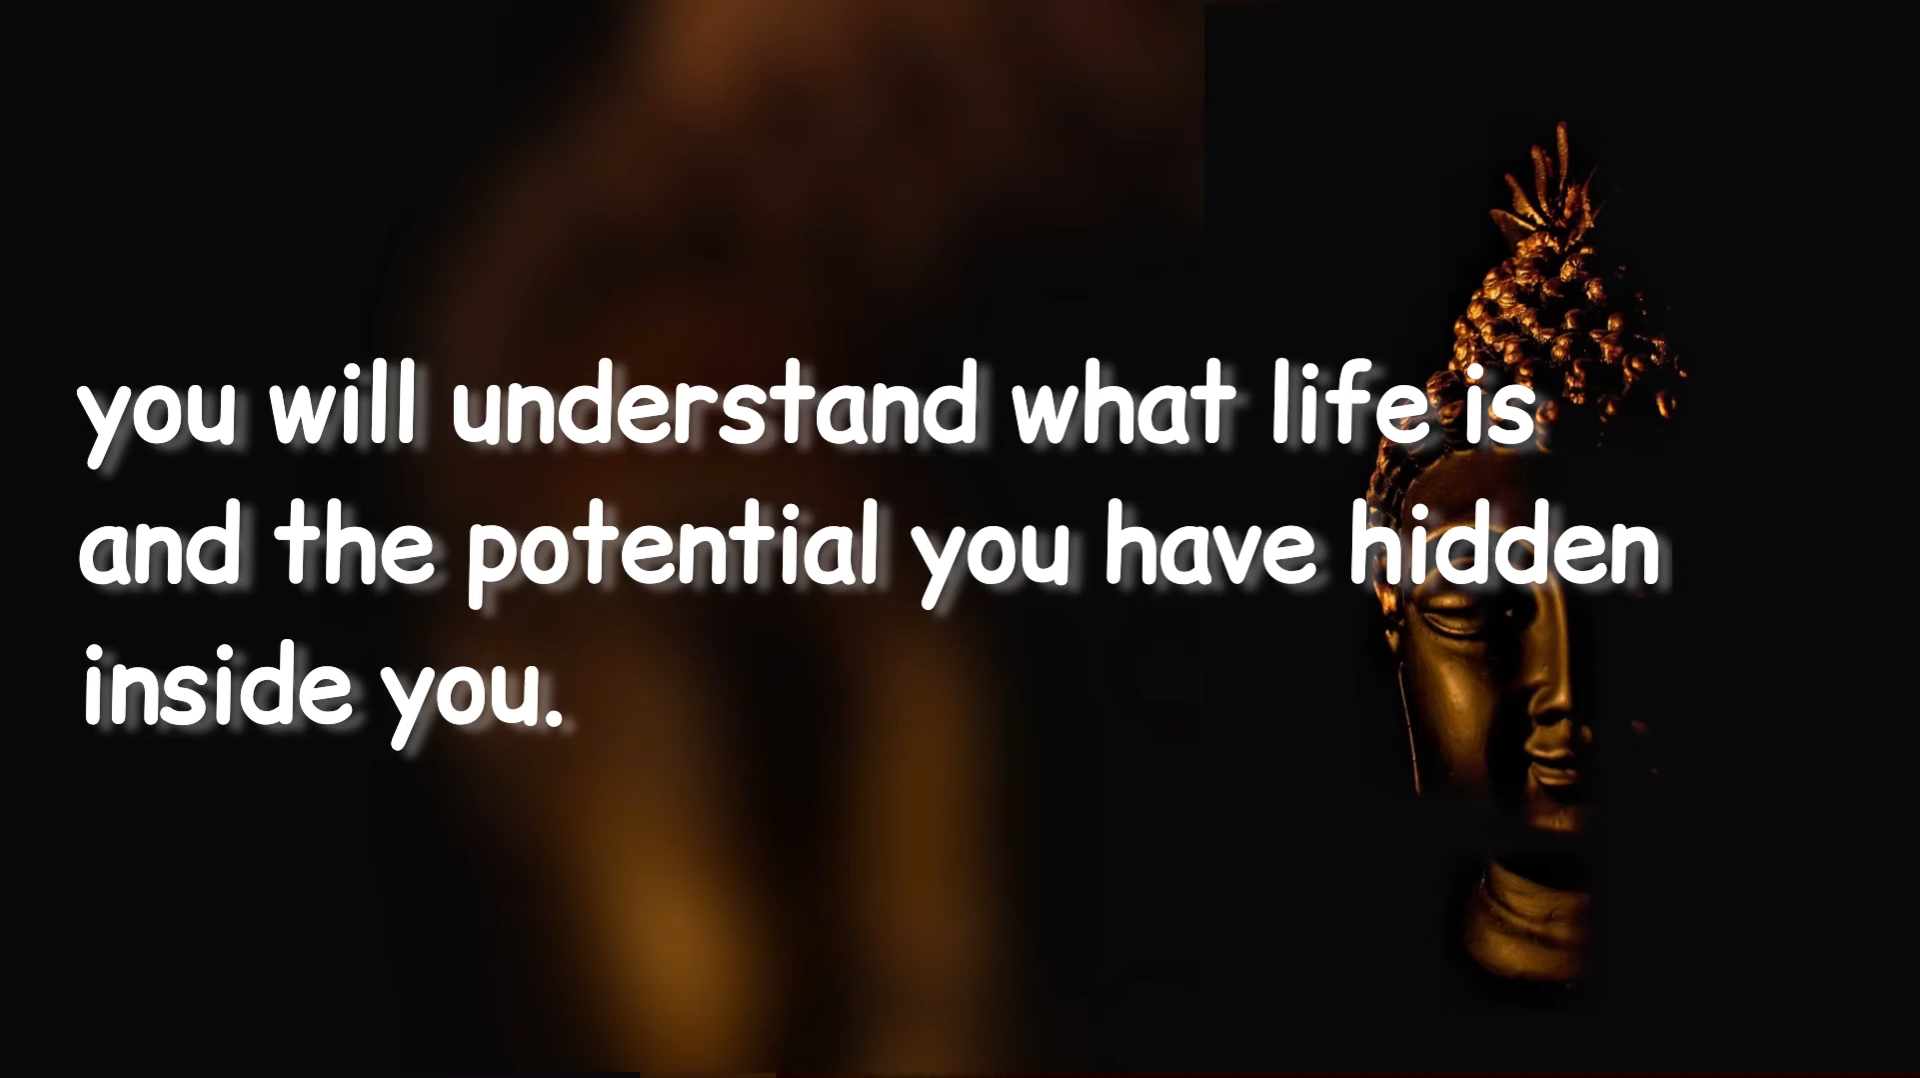 you will understand what life is
and the potential you have hidden
inside you.